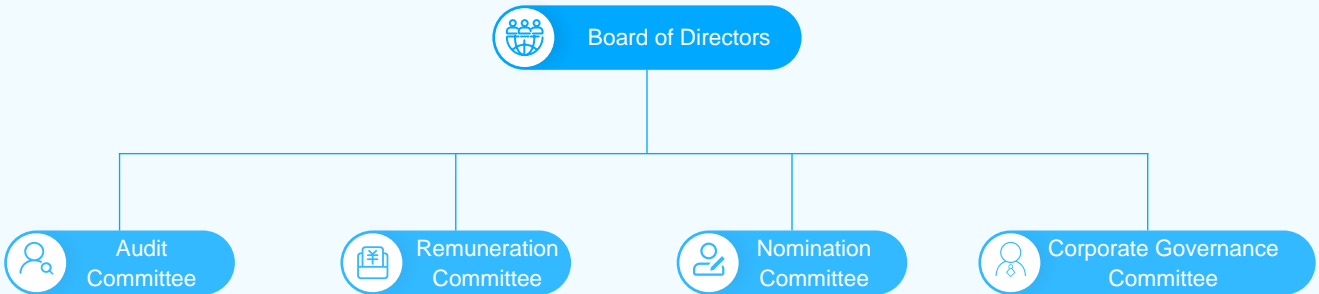 Board of Directors
Audit
Committee
Remuneration
Committee
Nomination
Committee
Corporate Governance
Committee